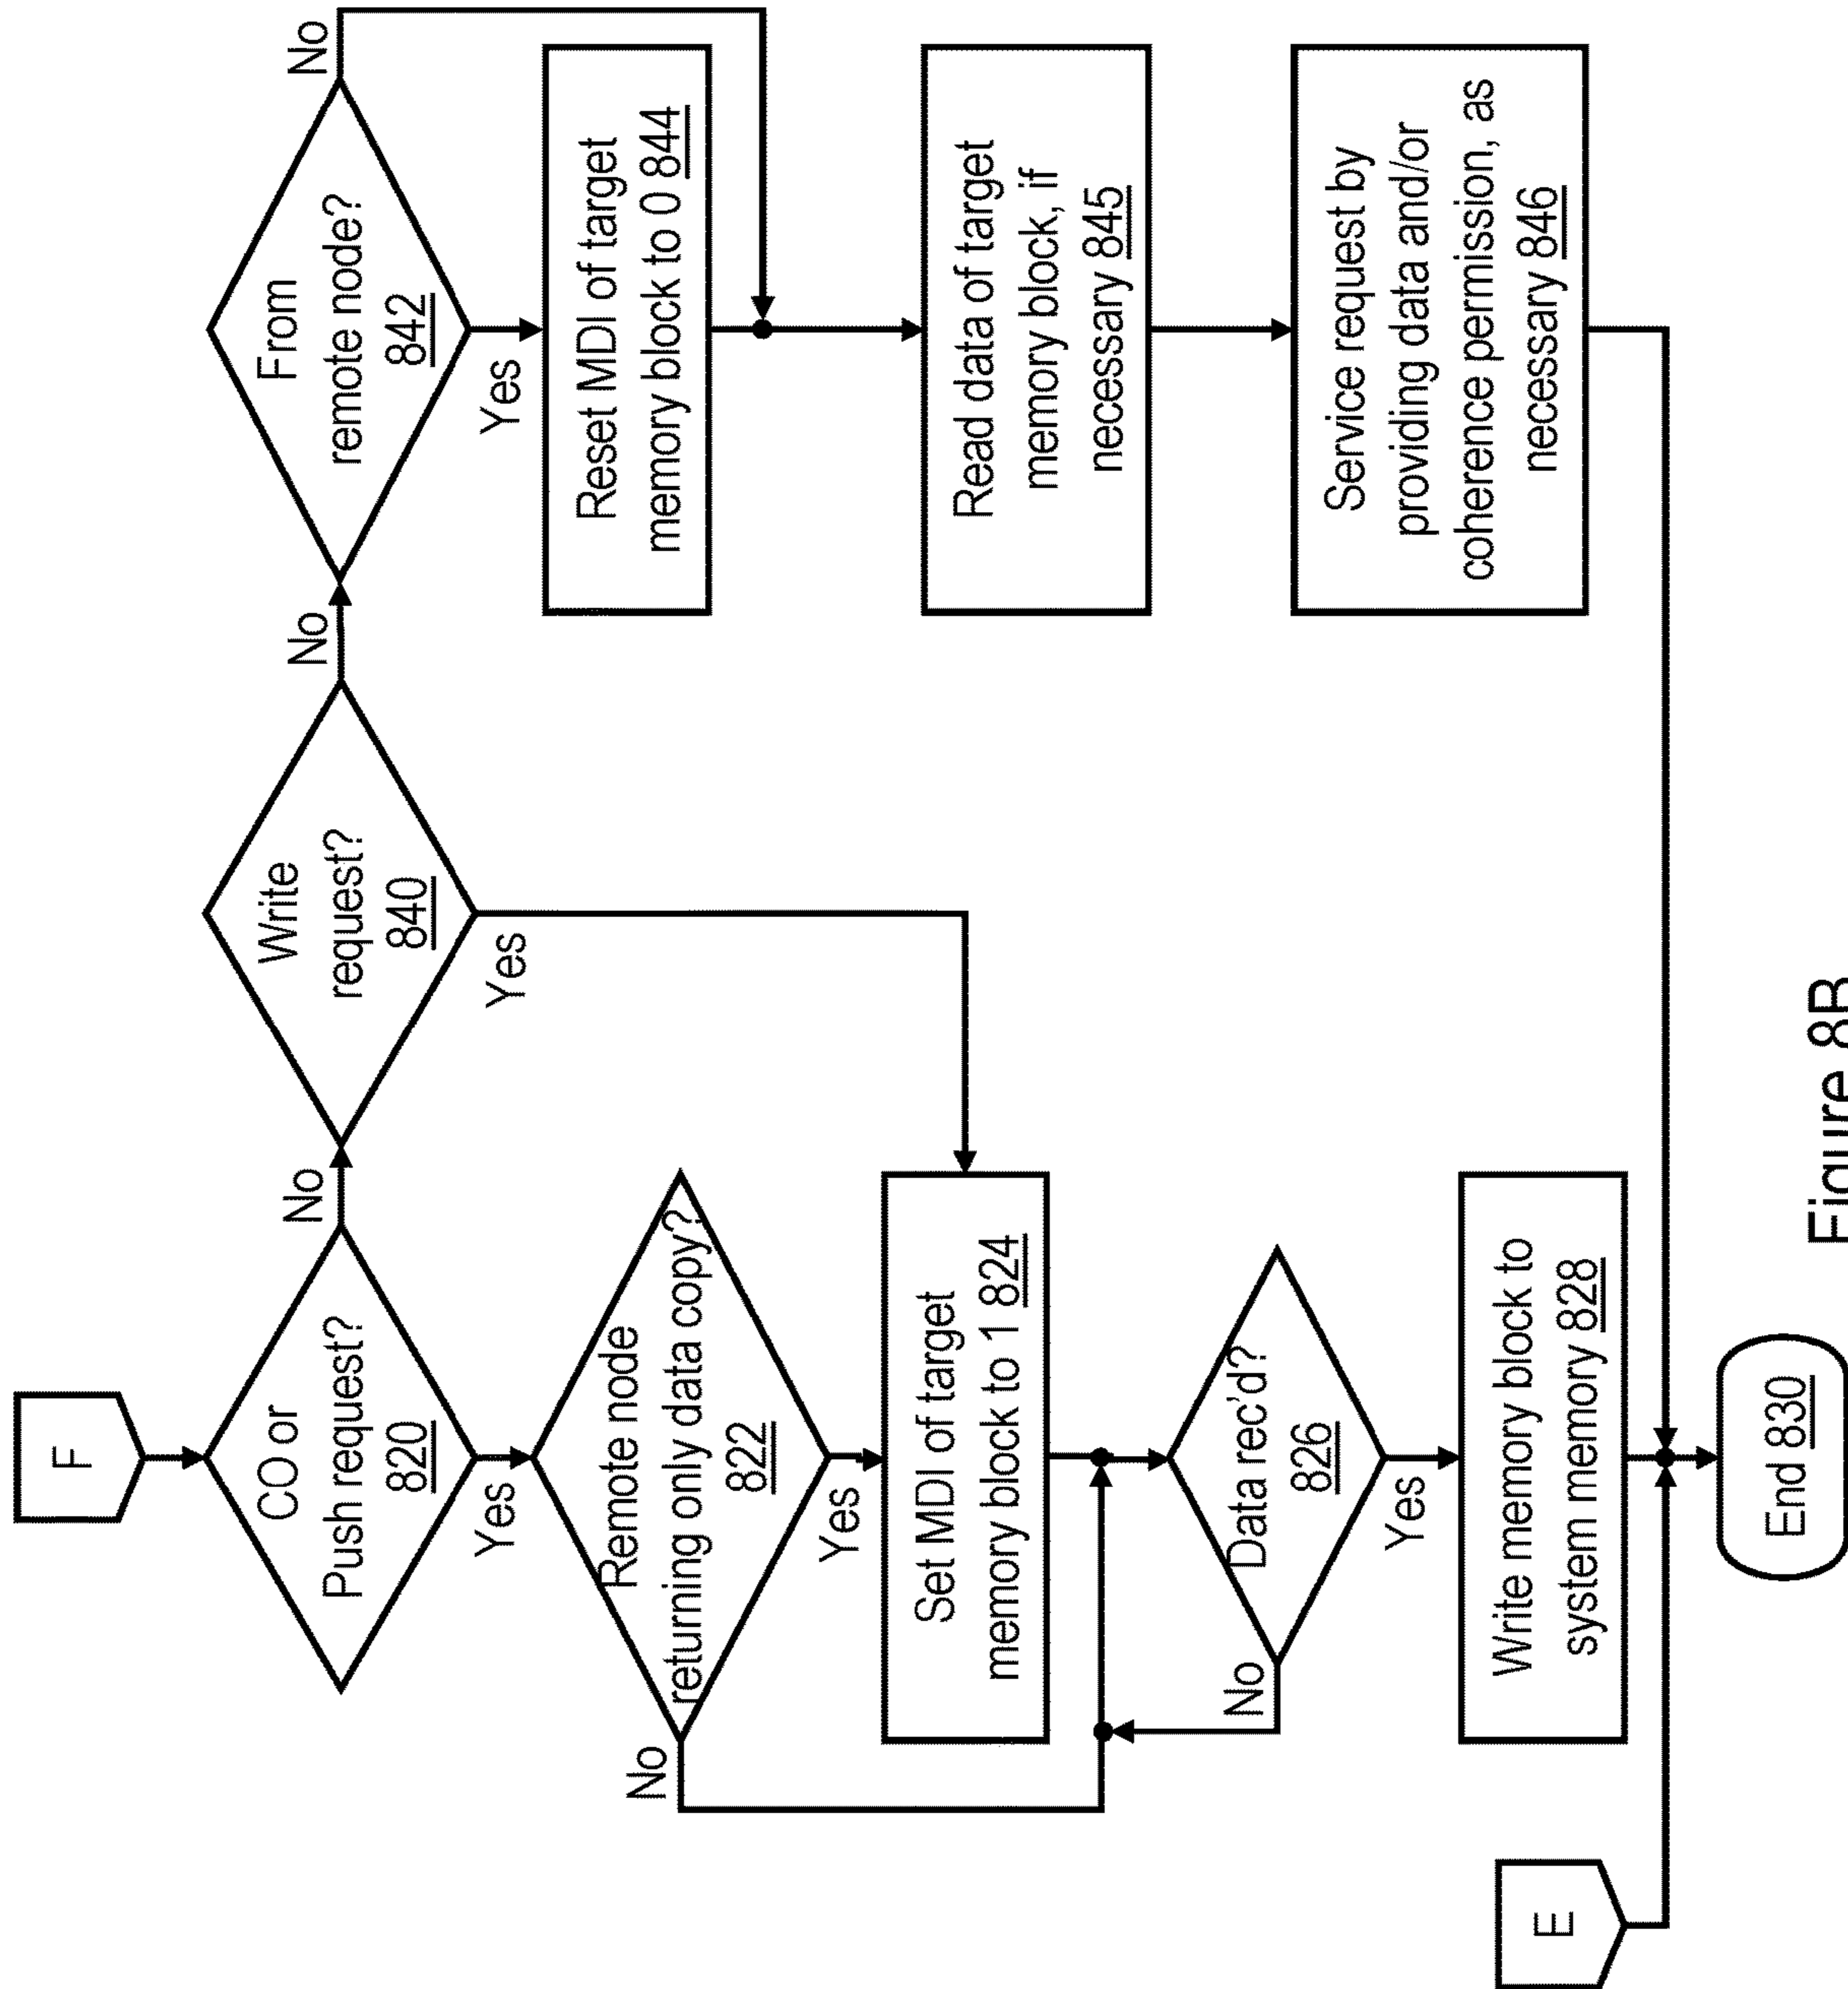 F
CO or
Push request?
820
No
Yes
Write
request?
840
No
Yes
From
remote node?
842
No
Yes
Remote node
returning only data copy?
822
No
Yes
Set MDI of target
memory block to 1 824
Data rec'd?
826
No
Yes
Write memory block to
system memory 828
Reset MDI of target
memory block to 0 844
Read data of target
memory block, if
necessary 845
Service request by
providing data and/or
coherence permission, as
necessary 846
E
End 830
Figure 8B